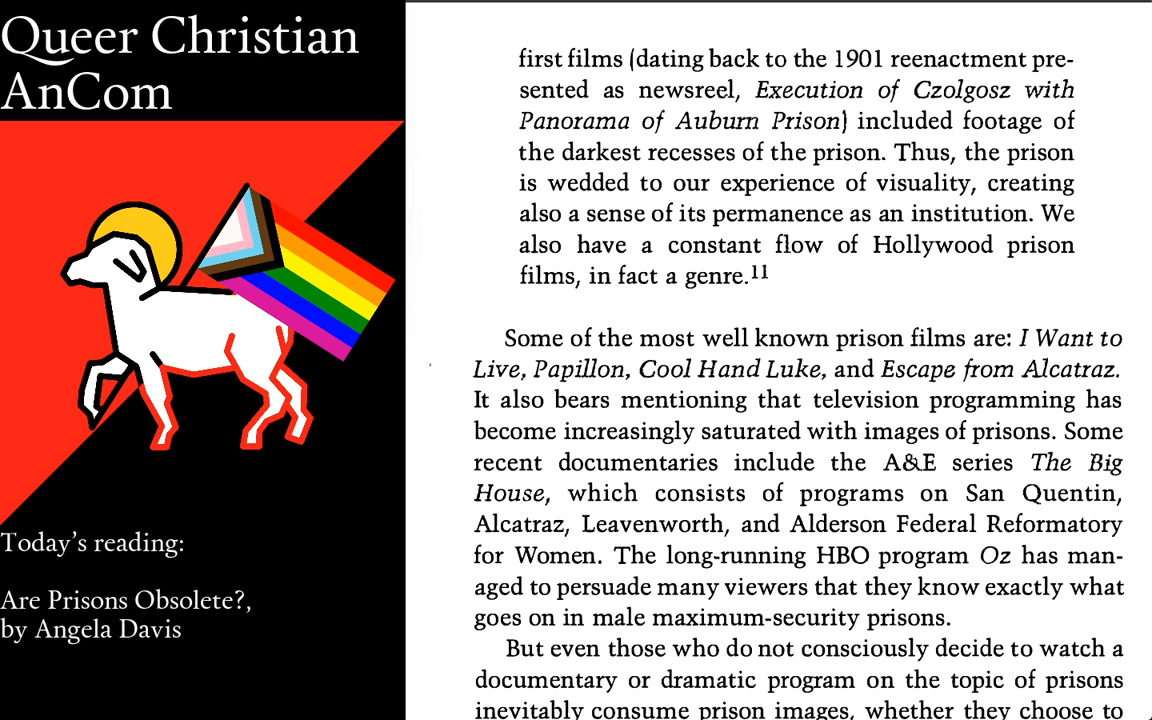 Queer Christian
AnCom
Today's reading:
Are Prisons Obsolete?,
by Angela Davis
first films (dating back to the 1901 reenactment pre-
sented as newsreel, Execution of Czolgosz with
Panorama of Auburn Prison) included footage of
the darkest recesses of the prison. Thus, the prison
is wedded to our experience of visuality, creating
also a sense of its permanence as an institution. We
also have a constant flow of Hollywood prison
films, in fact a genre.11
Some of the most well known prison films are: I Want to
Live, Papillon, Cool Hand Luke, and Escape from Alcatraz.
It also bears mentioning that television programming has
become increasingly saturated with images of prisons. Some
recent documentaries include the A&E series The Big
House, which consists of programs on San Quentin,
Alcatraz, Leavenworth, and Alderson Federal Reformatory
for Women. The long-running HBO program Oz has man-
aged to persuade many viewers that they know exactly what
goes on in male maximum-security prisons.
But even those who do not consciously decide to watch a
documentary or dramatic program on the topic of prisons
inevitably consume prison images, whether they choose to